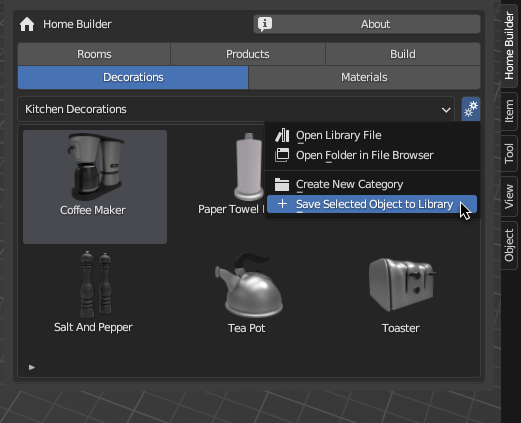 Home Builder
About
Rooms
Products
Build
Decorations
Materials
Kitchen Decorations
Open Library File
Open Folder in File Browser
Create New Category
Save Selected Object to Library
Coffee Maker
Paper Towel
Salt And Pepper
Tea Pot
Toaster
Home Builder
Item
Tool
View
Object